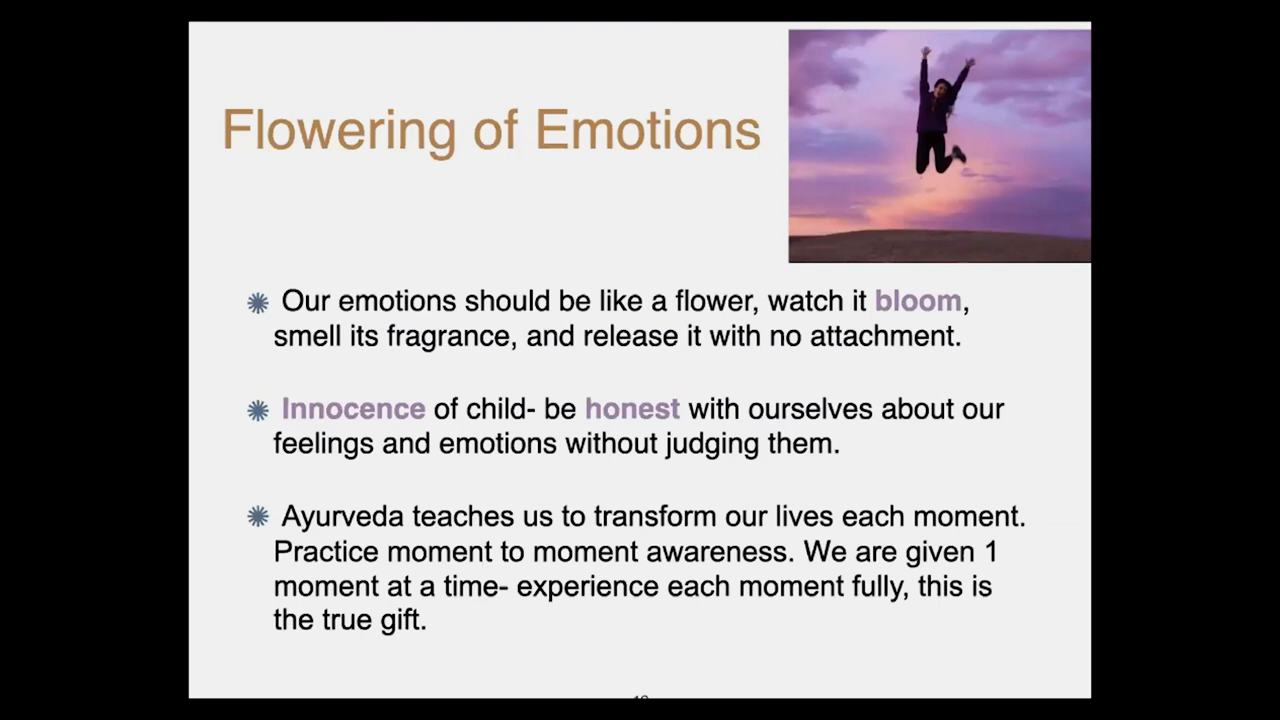 Flowering of Emotions
Our emotions should be like a flower, watch it bloom,
smell its fragrance, and release it with no attachment.
Innocence of child- be honest with ourselves about our
feelings and emotions without judging them.
Ayurveda teaches us to transform our lives each moment.
Practice moment to moment awareness. We are given 1
moment at a time- experience each moment fully, this is
the true gift.